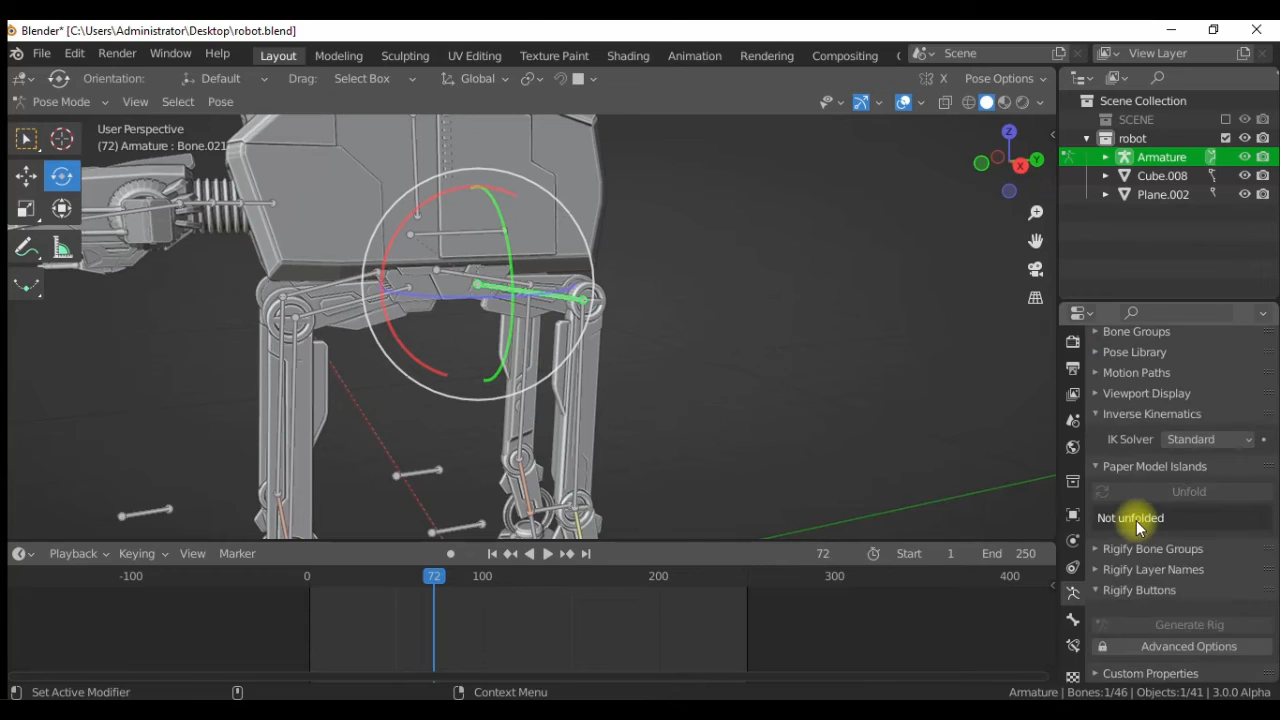 Blender* [C:\Users\Administrator\Desktop\robot.blend]
File Edit Render Window Help Layout Modeling Sculpting UV Editing Texture Paint Shading Animation Rendering Compositing Scene View Layer
Orientation: Default Drag: Select Box Global X Pose Options
Pose Mode View Select Pose
User Perspective
(72) Armature : Bone.021
Z
Y
X
Scene Collection
SCENE
robot
Armature
Cube.008
Plane.002
Bone Groups
Pose Library
Motion Paths
Viewport Display
Inverse Kinematics
IK Solver Standard
Paper Model Islands
Unfold
Not unfolded
Rigify Bone Groups
Rigify Layer Names
Rigify Buttons
Generate Rig
Advanced Options
Custom Properties
Playback Keying View Marker 72 Start 1 End 250
-100 0 72 100 200 300 400
Set Active Modifier Context Menu Armature | Bones:1/46 | Objects:1/41 | 3.0.0 Alpha